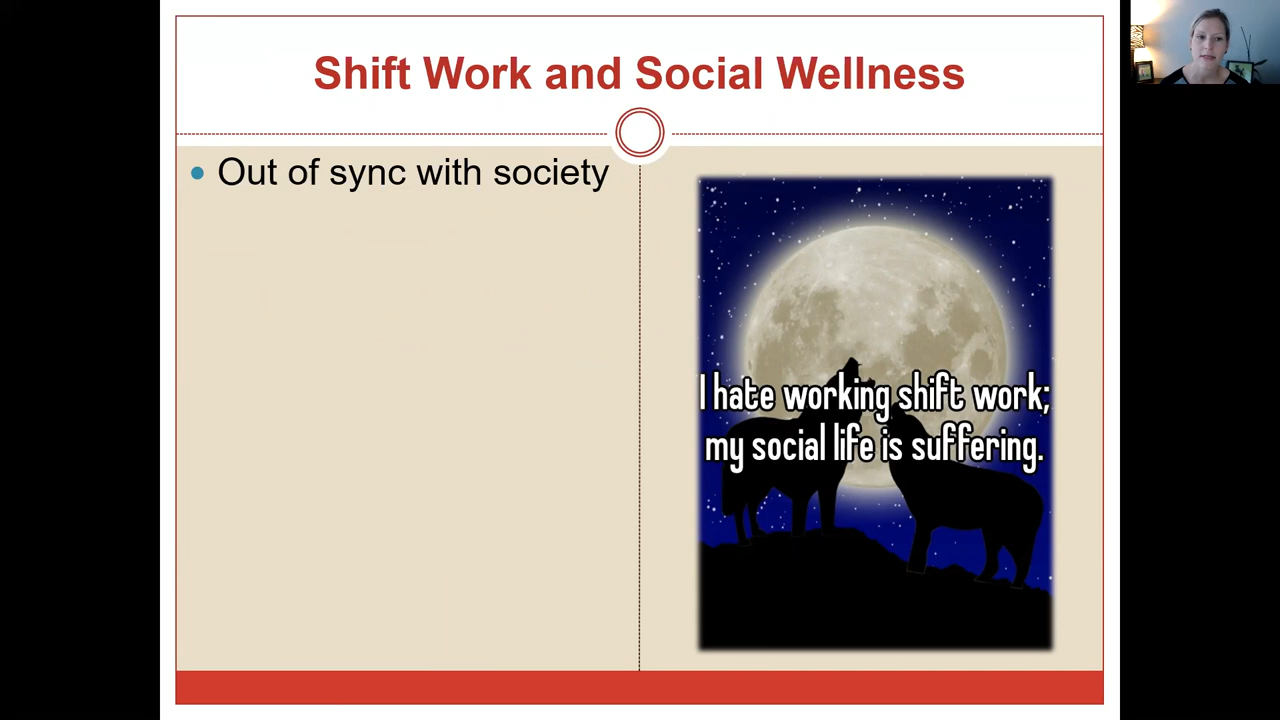 Shift Work and Social Wellness
Out of sync with society
I hate working shift work;
my social life is suffering.